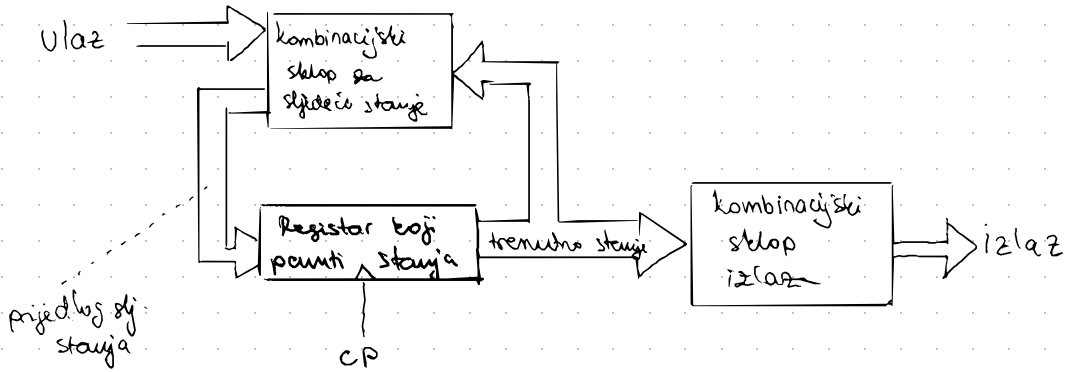 Ulaz
kombinacijski
sklop za
sljedeće stanje
Registar koji
pamti stanja
trenutno stanje
kombinacijski
sklop
izlaz
izlaz
prijedlog slj.
stanja
CP